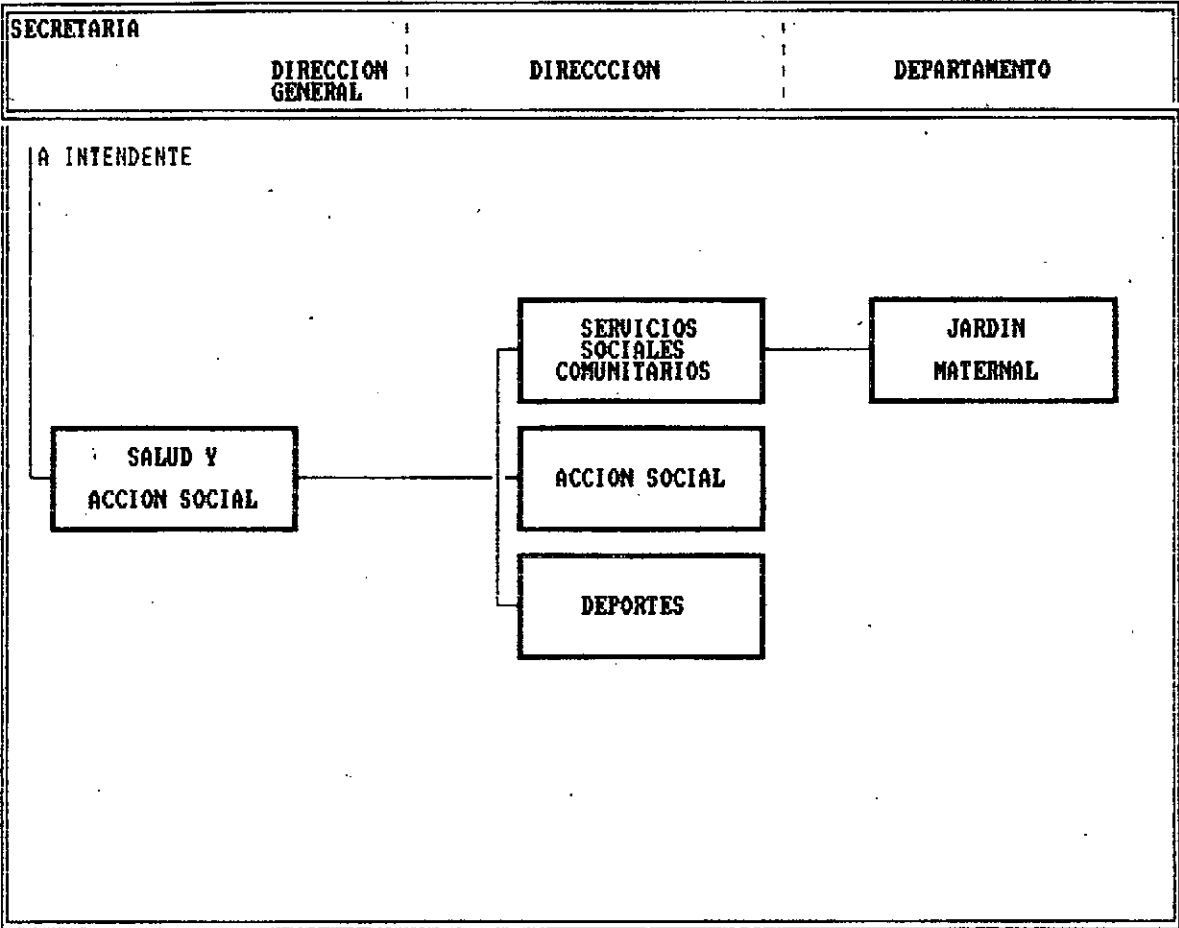 SECRETARIA
DIRECCION
GENERAL
DIRECCCION
DEPARTAMENTO
A INTENDENTE
SERVICIOS
SOCIALES
COMUNITARIOS
JARDIN
MATERNAL
SALUD Y
ACCION SOCIAL
ACCION SOCIAL
DEPORTES